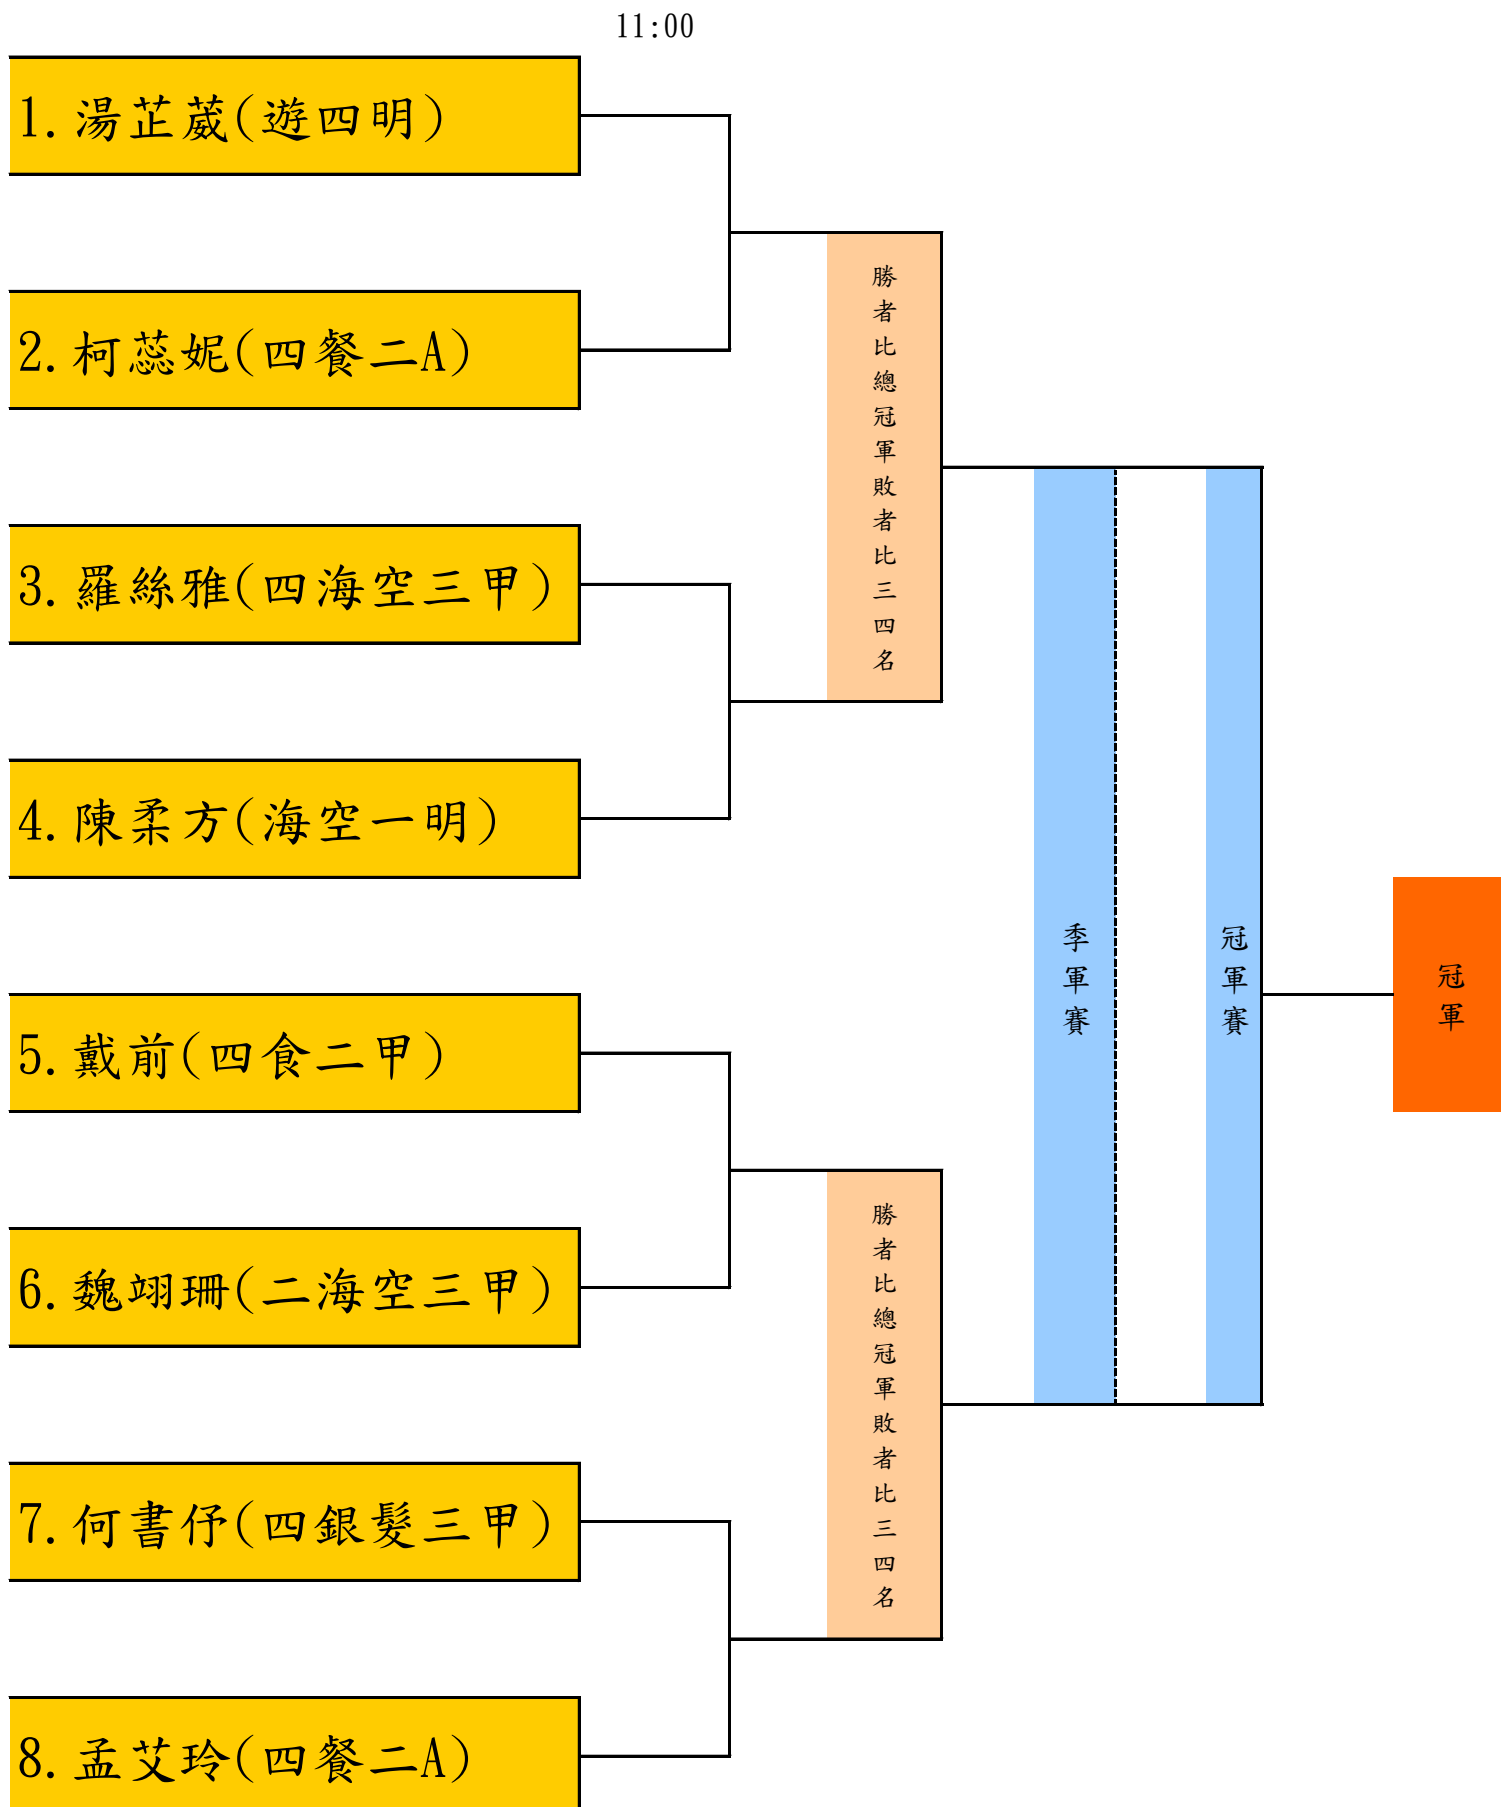 11:00
1.湯芷葳(遊四明)
2.柯蕊妮(四餐二A)
3.羅絲雅(四海空三甲)
4.陳柔方(海空一明)
5.戴前(四食二甲)
6.魏翊珊(二海空三甲)
7.何書伃(四銀髮三甲)
8.孟艾玲(四餐二A)
勝者比總冠軍敗者比三四名
勝者比總冠軍敗者比三四名
季軍賽
冠軍賽
冠軍